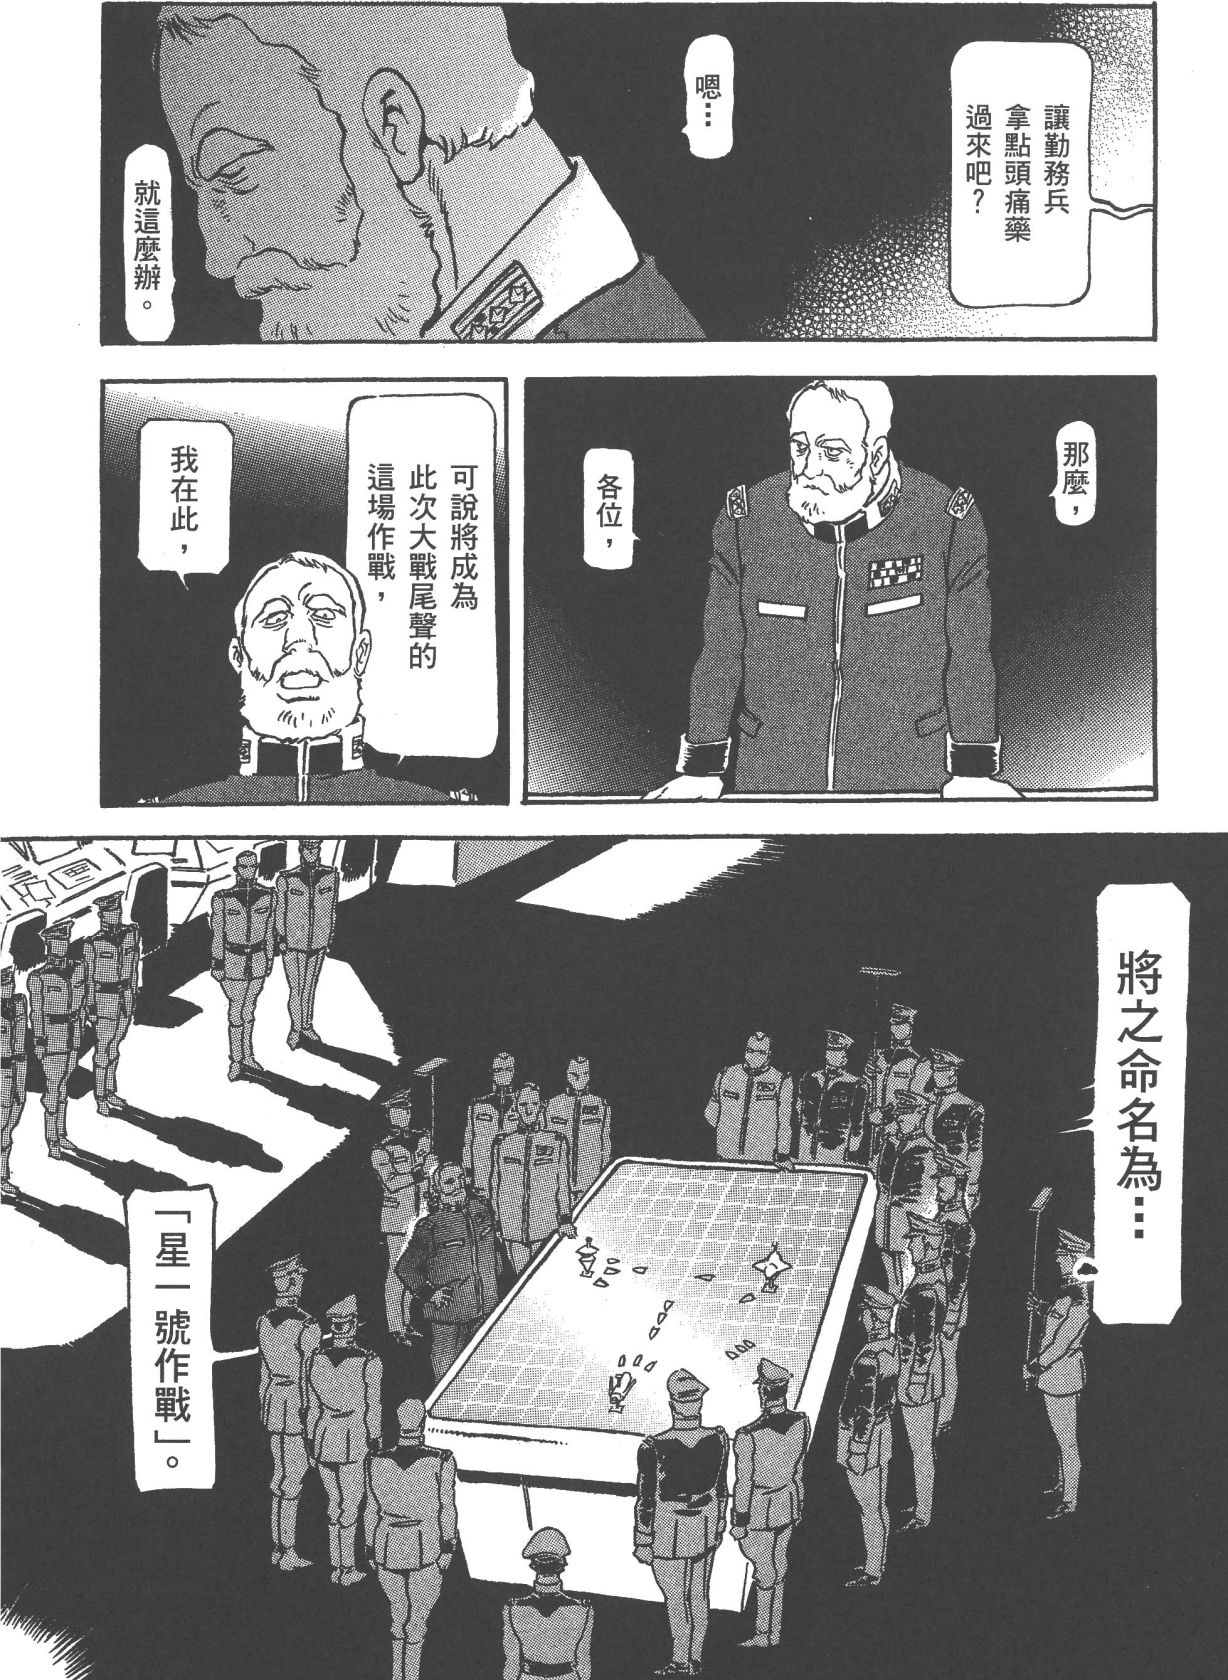 讓勤務兵
拿點頭痛藥
過來吧？
嗯…
就這麼辦。
那麼，
各位，
可說將成為
此次大戰尾聲的
這場作戰，
我在此，
將之命名為…
「星一號作戰」。